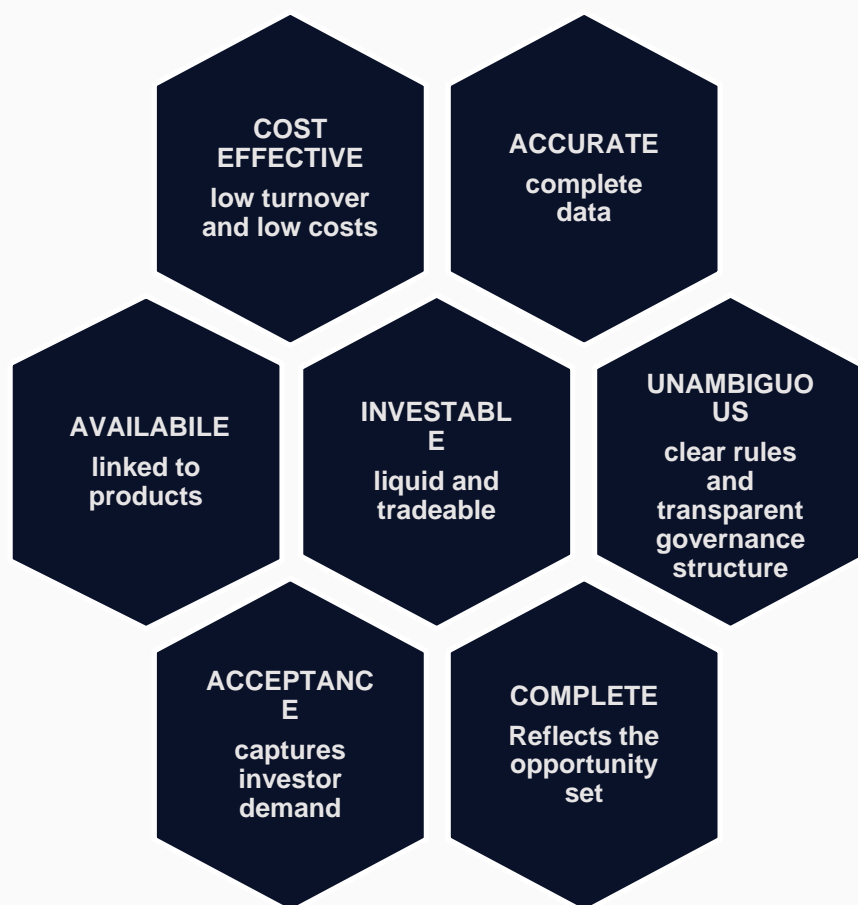 COST
EFFECTIVE
low turnover
and low costs
ACCURATE
complete
data
AVAILABILE
linked to
products
INVESTABL
E
liquid and
tradeable
UNAMBIGUO
US
clear rules
and
transparent
governance
structure
ACCEPTANC
E
captures
investor
demand
COMPLETE
Reflects the
opportunity
set